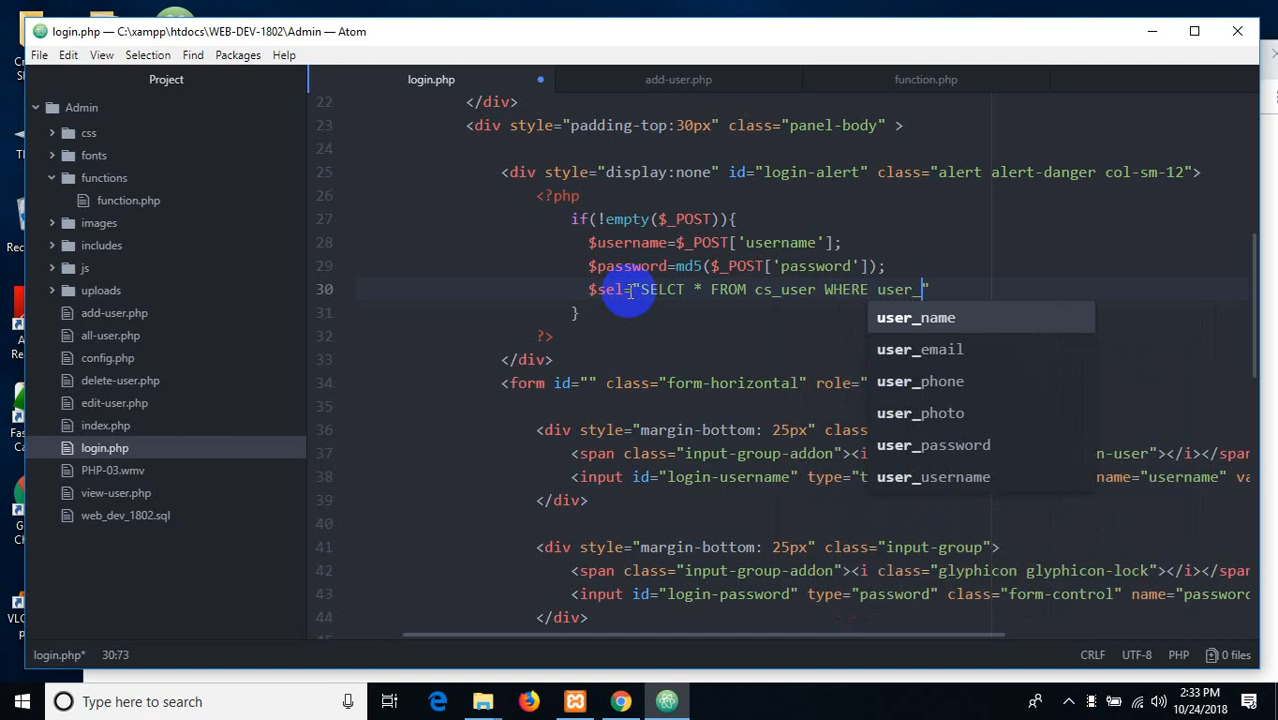 login.php — C:\xampp\htdocs\WEB-DEV-1802\Admin — Atom
File Edit View Selection Find Packages Help
Project
login.php add-user.php function.php
Admin
css
fonts
functions
function.php
images
includes
js
uploads
add-user.php
all-user.php
config.php
delete-user.php
edit-user.php
index.php
login.php
PHP-03.wmv
view-user.php
web_dev_1802.sql
22 </div>
23 <div style="padding-top:30px" class="panel-body" >
24
25 <div style="display:none" id="login-alert" class="alert alert-danger col-sm-12">
26 <?php
27 if(!empty($_POST)){
28 $username=$_POST['username'];
29 $password=md5($_POST['password']);
30 $sel="SELCT * FROM cs_user WHERE user_"
31 }
32 ?>
33 </div>
34 <form id="" class="form-horizontal" role="
35
36 <div style="margin-bottom: 25px" cla
37 <span class="input-group-addon"><i on-user"></i></span>
38 <input id="login-username" type="t name="username" va
39 </div>
40
41 <div style="margin-bottom: 25px" class="input-group">
42 <span class="input-group-addon"><i class="glyphicon glyphicon-lock"></i></span>
43 <input id="login-password" type="password" class="form-control" name="password
44 </div>
user_name
user_email
user_phone
user_photo
user_password
user_username
login.php* 30:73 CRLF UTF-8 PHP 0 files
Type here to search
2:33 PM
10/24/2018